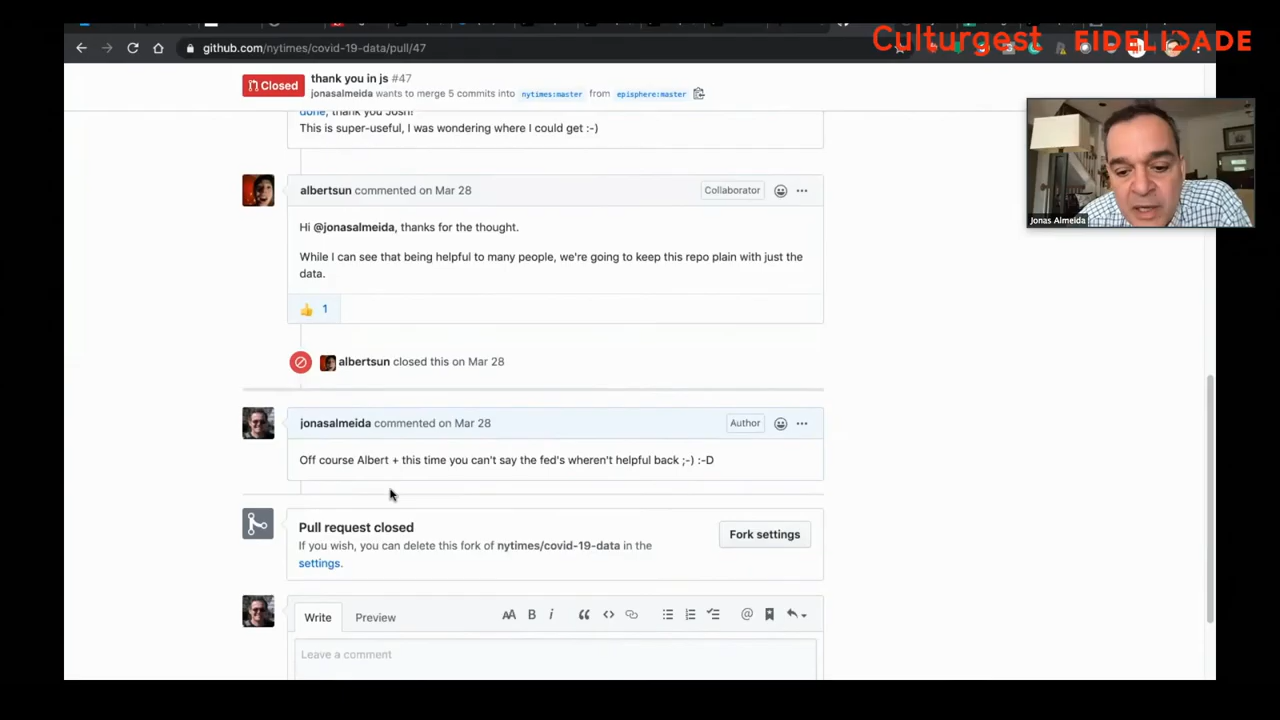 github.com/nytimes/covid-19-data/pull/47
Culturgest FIDELIDADE
Closed
thank you in js #47
jonasalmeida wants to merge 5 commits into nytimes:master from episphere:master
done, thank you Josh!
This is super-useful, I was wondering where I could get :-)
albertsun commented on Mar 28
Collaborator
Hi @jonasalmeida, thanks for the thought.
While I can see that being helpful to many people, we're going to keep this repo plain with just the
data.
1
albertsun closed this on Mar 28
jonasalmeida commented on Mar 28
Author
Off course Albert + this time you can't say the fed's wheren't helpful back ;-) :-D
Pull request closed
If you wish, you can delete this fork of nytimes/covid-19-data in the
settings.
Fork settings
Write
Preview
AA B i
Leave a comment
Jonas Almeida